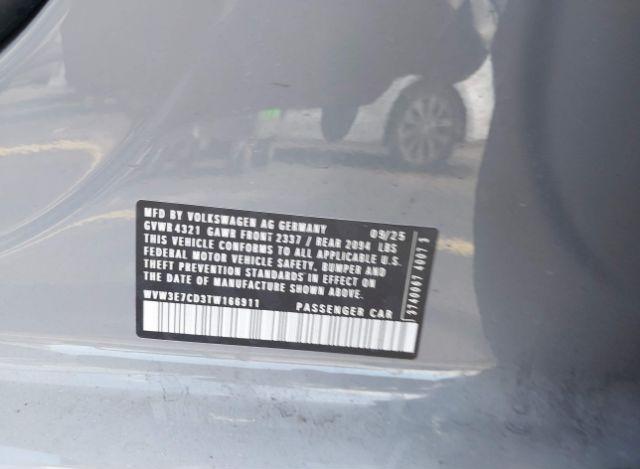 MFD BY VOLKSWAGEN AG GERMANY 09/25
GVWR 4321 GAWR FRONT 2337 / REAR 2094 LBS
THIS VEHICLE CONFORMS TO ALL APPLICABLE U.S.
FEDERAL MOTOR VEHICLE SAFETY, BUMPER AND
THEFT PREVENTION STANDARDS IN EFFECT ON
THE DATE OF MANUFACTURE SHOWN ABOVE.
WVW3E7CD3TW166911 PASSENGER CAR